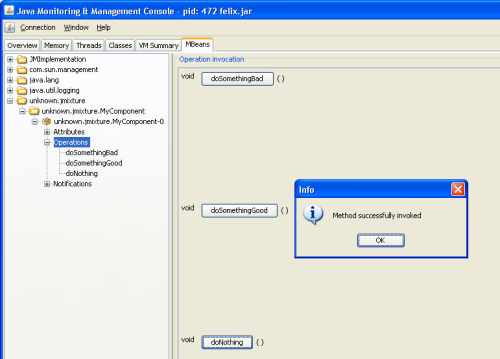 Java Monitoring & Management Console - pid: 472 felix.jar
Connection Window Help
Overview Memory Threads Classes VM Summary MBeans
JMImplementation
com.sun.management
java.lang
java.util.logging
unknown.jmixture
unknown.jmixture.MyComponent
unknown.jmixture.MyComponent-0
Attributes
Operations
doSomethingBad
doSomethingGood
doNothing
Notifications
Operation invocation
void doSomethingBad ( )
void doSomethingGood ( )
void doNothing ( )
Info
Method successfully invoked
OK